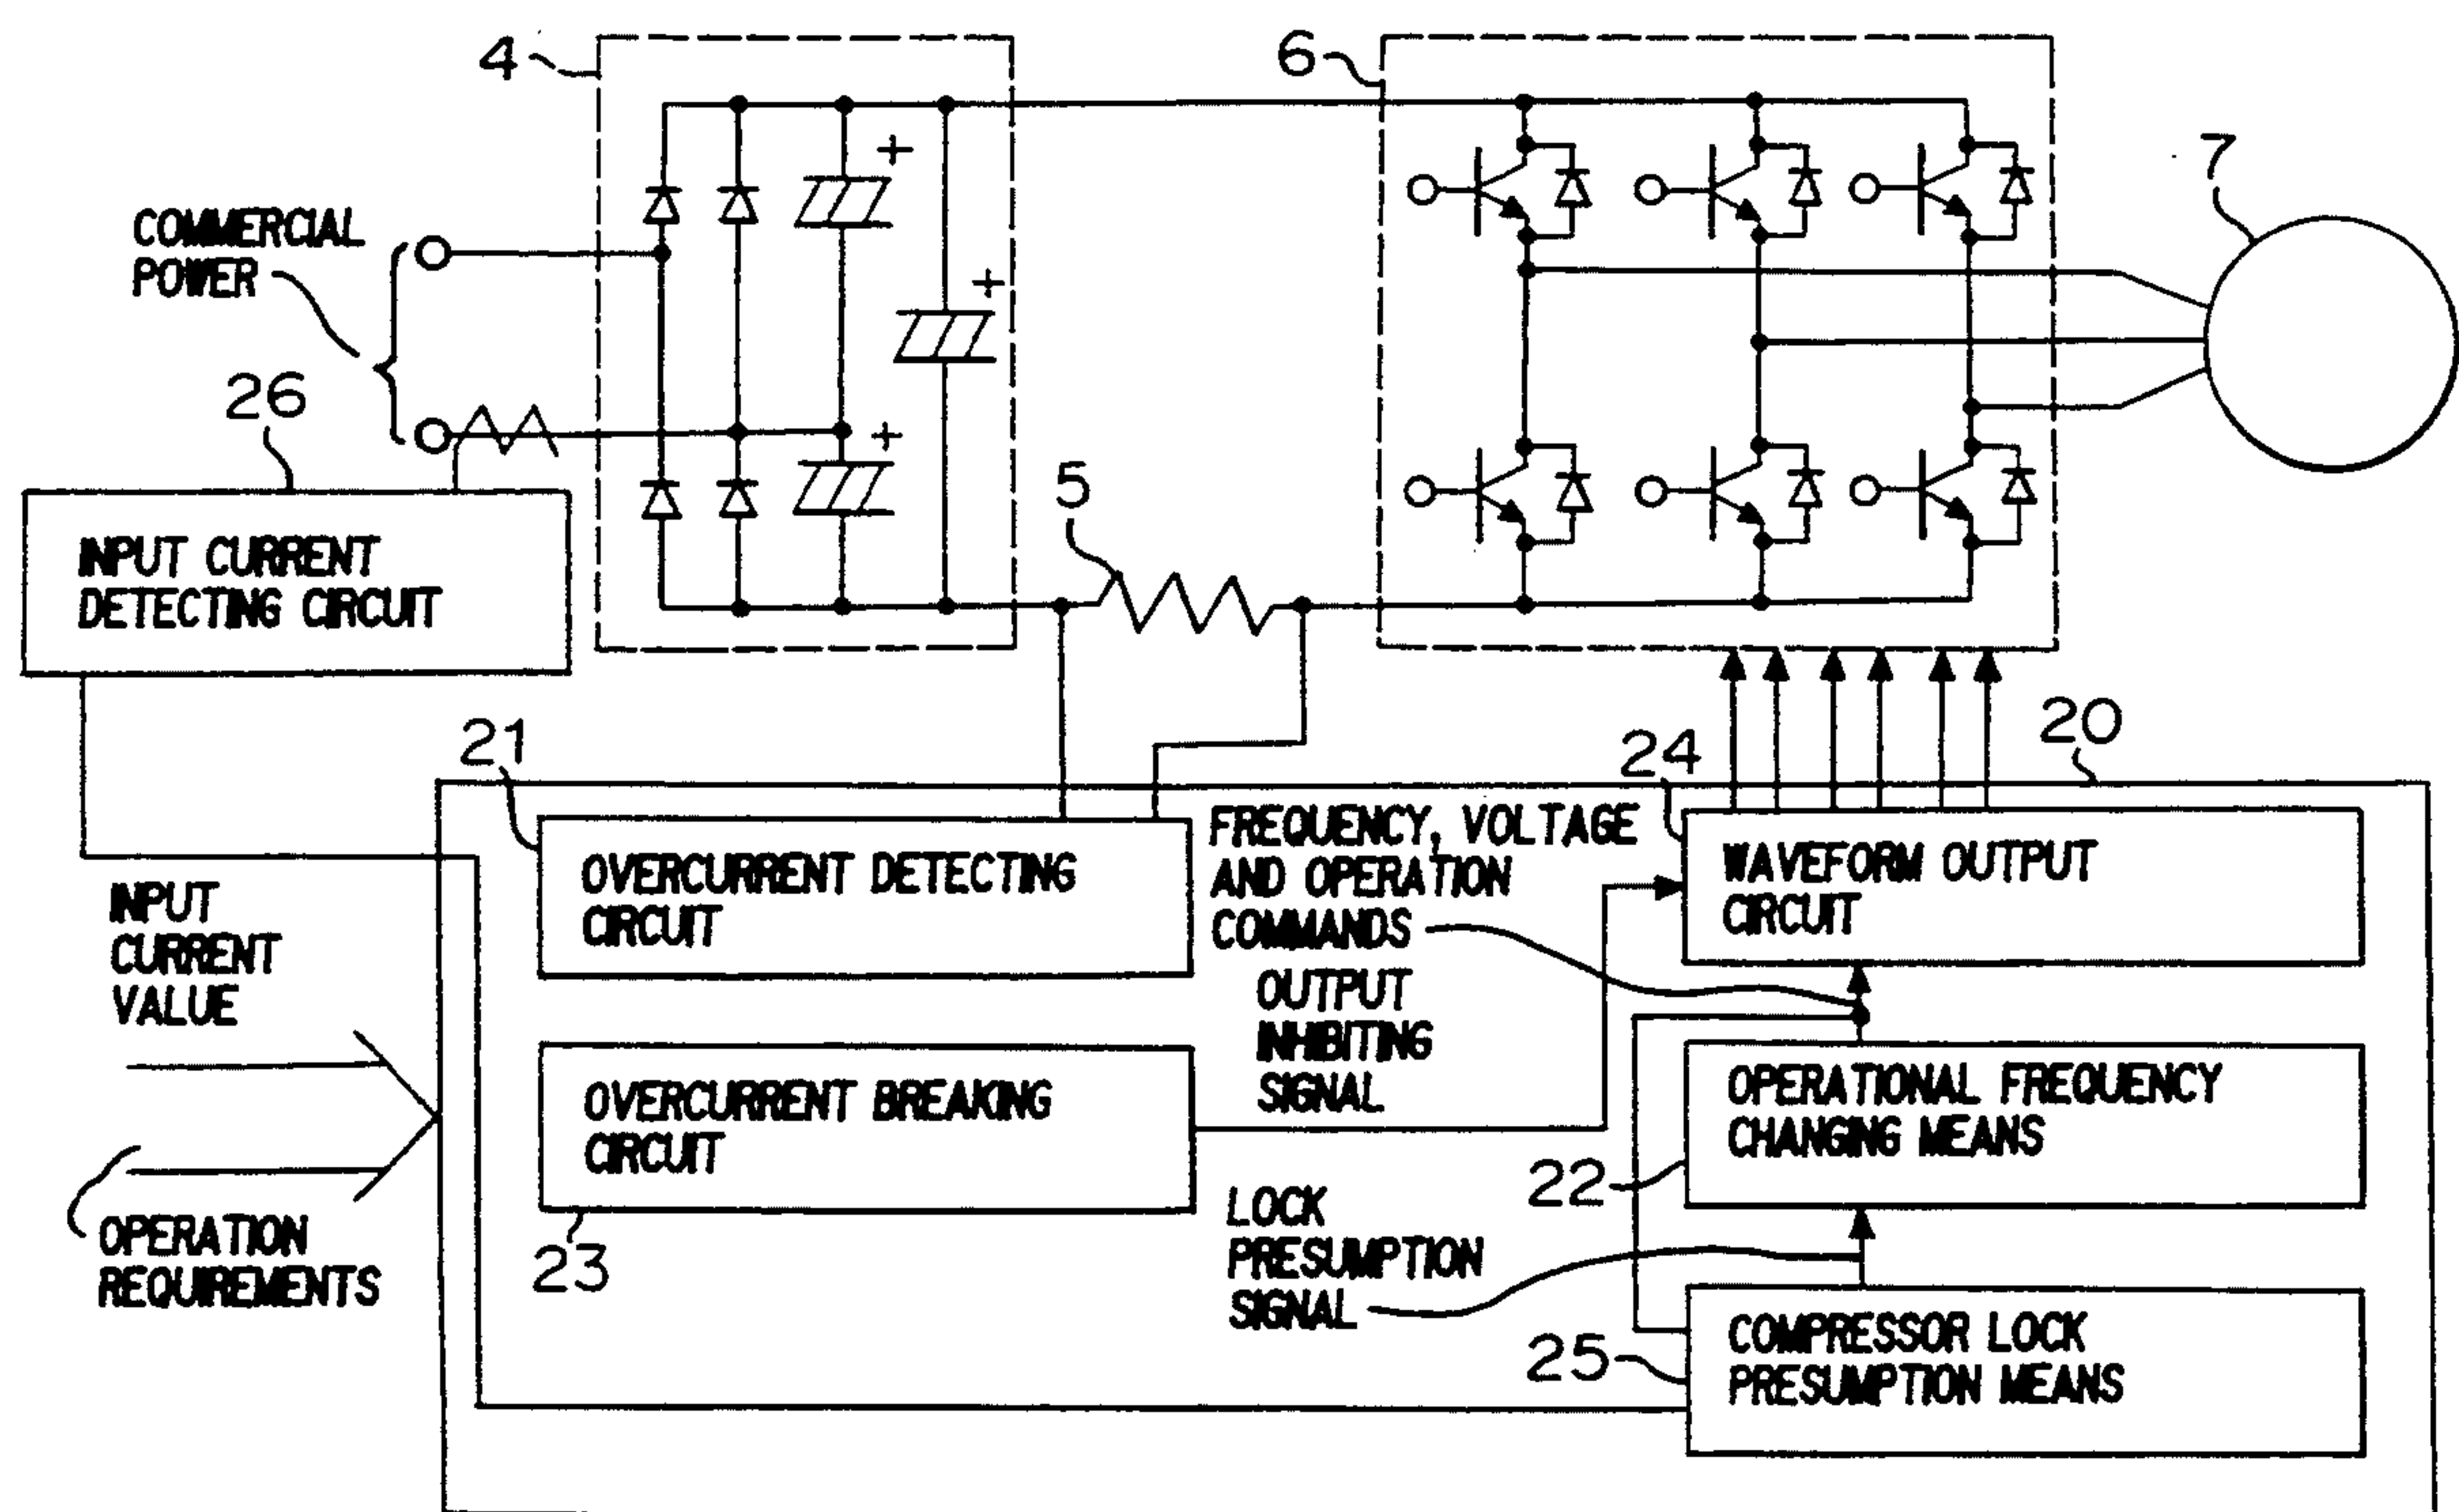 4
6
7
+
COMMERCIAL
POWER
+
26
+
5
INPUT CURRENT
DETECTING CIRCUIT
21
24
20
FREQUENCY, VOLTAGE
AND OPERATION
COMMANDS
OVERCURRENT DETECTING
CIRCUIT
WAVEFORM OUTPUT
CIRCUIT
INPUT
CURRENT
VALUE
OUTPUT
INHIBITING
SIGNAL
OVERCURRENT BREAKING
CIRCUIT
23
OPERATIONAL FREQUENCY
CHANGING MEANS
22
OPERATION
REQUIREMENTS
LOCK
PRESUMPTION
SIGNAL
25
COMPRESSOR LOCK
PRESUMPTION MEANS